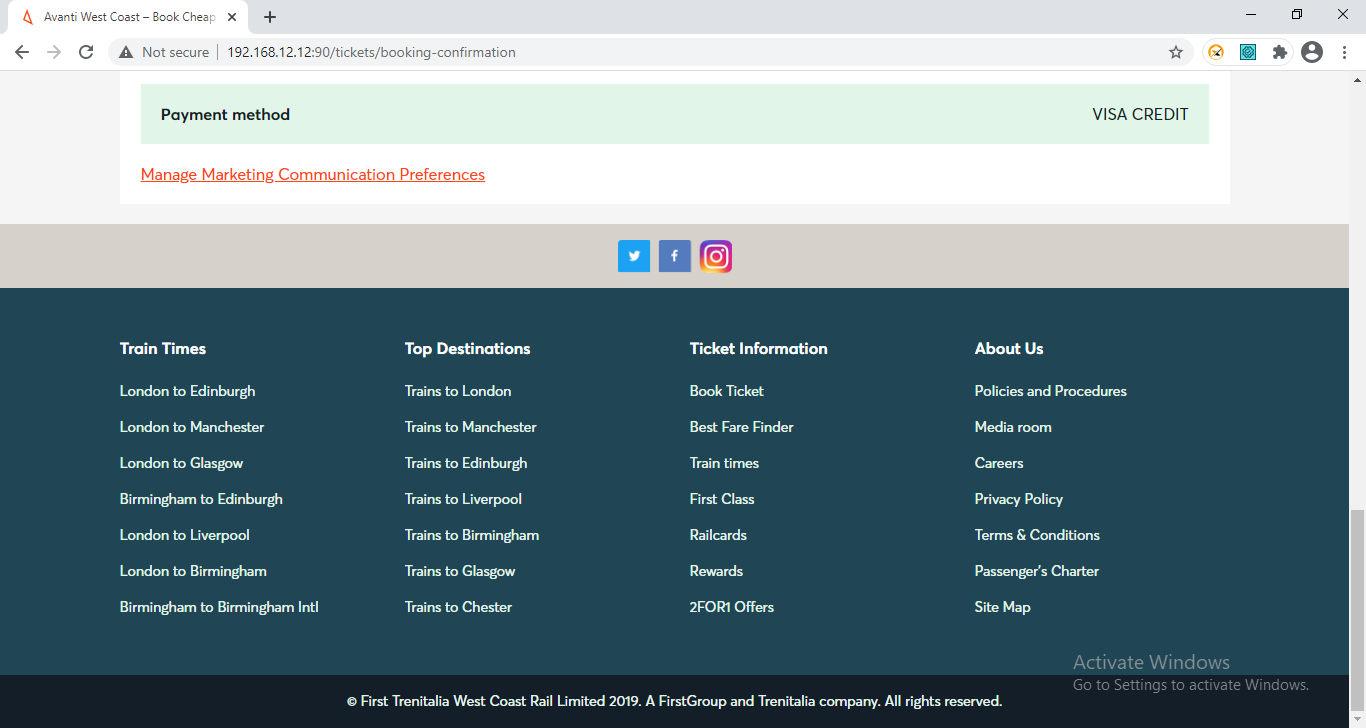 Avanti West Coast – Book Cheap
Not secure
192.168.12.12:90/tickets/booking-confirmation
Payment method
VISA CREDIT
Manage Marketing Communication Preferences
Train Times
London to Edinburgh
London to Manchester
London to Glasgow
Birmingham to Edinburgh
London to Liverpool
London to Birmingham
Birmingham to Birmingham Intl
Top Destinations
Trains to London
Trains to Manchester
Trains to Edinburgh
Trains to Liverpool
Trains to Birmingham
Trains to Glasgow
Trains to Chester
Ticket Information
Book Ticket
Best Fare Finder
Train times
First Class
Railcards
Rewards
2FOR1 Offers
About Us
Policies and Procedures
Media room
Careers
Privacy Policy
Terms & Conditions
Passenger's Charter
Site Map
Activate Windows
Go to Settings to activate Windows.
© First Trenitalia West Coast Rail Limited 2019. A FirstGroup and Trenitalia company. All rights reserved.